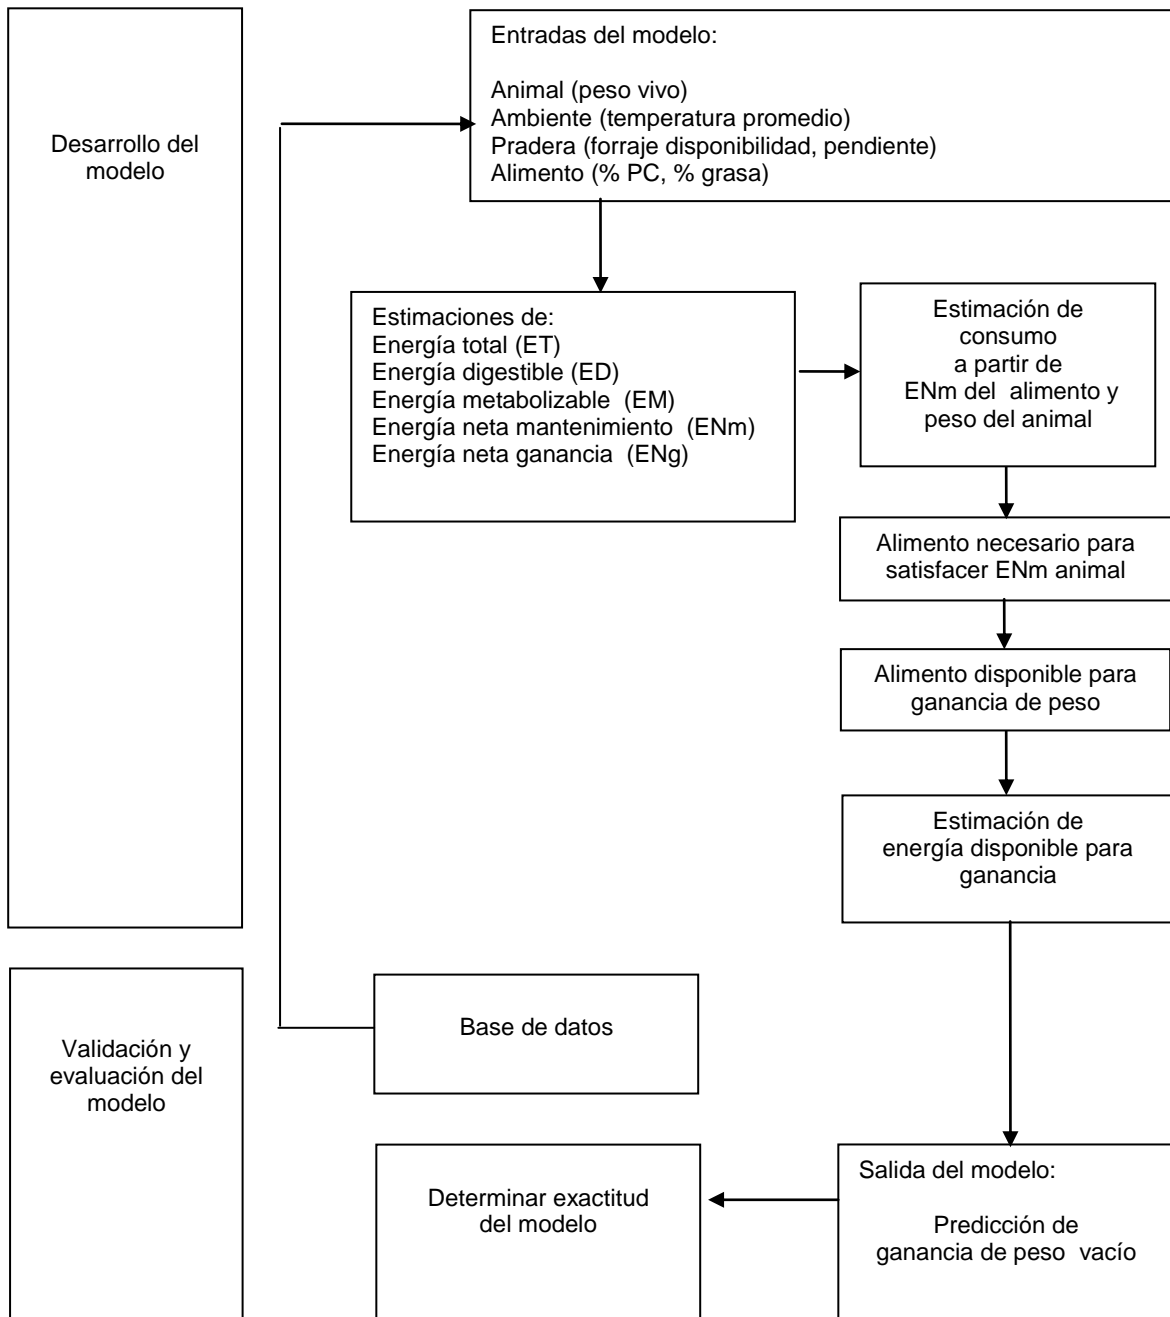 Desarrollo del
modelo
Entradas del modelo:
Animal (peso vivo)
Ambiente (temperatura promedio)
Pradera (forraje disponibilidad, pendiente)
Alimento (% PC, % grasa)
Estimaciones de:
Energía total (ET)
Energía digestible (ED)
Energía metabolizable (EM)
Energía neta mantenimiento (ENm)
Energía neta ganancia (ENg)
Estimación de
consumo
a partir de
ENm del alimento y
peso del animal
Alimento necesario para
satisfacer ENm animal
Alimento disponible para
ganancia de peso
Estimación de
energía disponible para
ganancia
Validación y
evaluación del
modelo
Base de datos
Determinar exactitud
del modelo
Salida del modelo:
Predicción de
ganancia de peso vacío